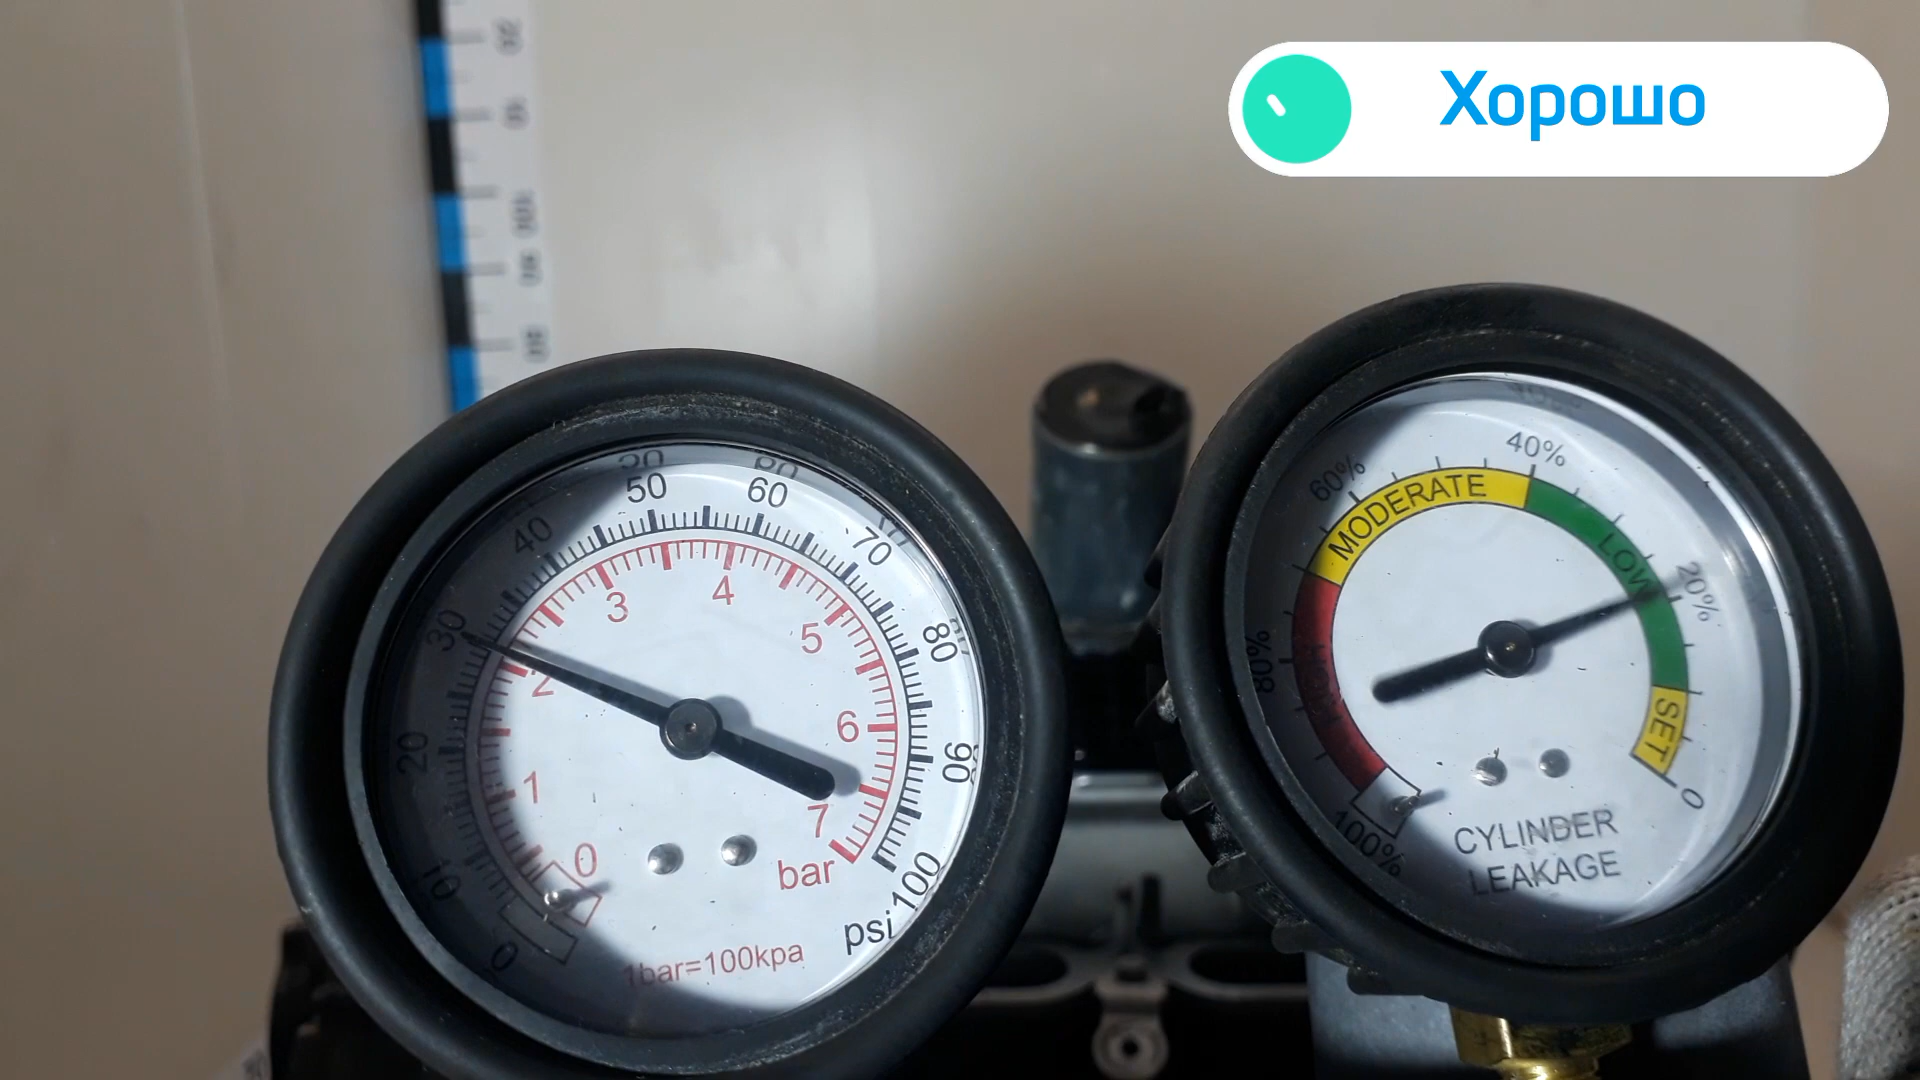 Хорошо
0
10
20
30
40
50
60
70
80
90
100
psi
0
1
2
3
4
5
6
7
bar
1bar=100kpa
100%
80%
60%
40%
20%
0
HIGH
MODERATE
LOW
SET
CYLINDER
LEAKAGE